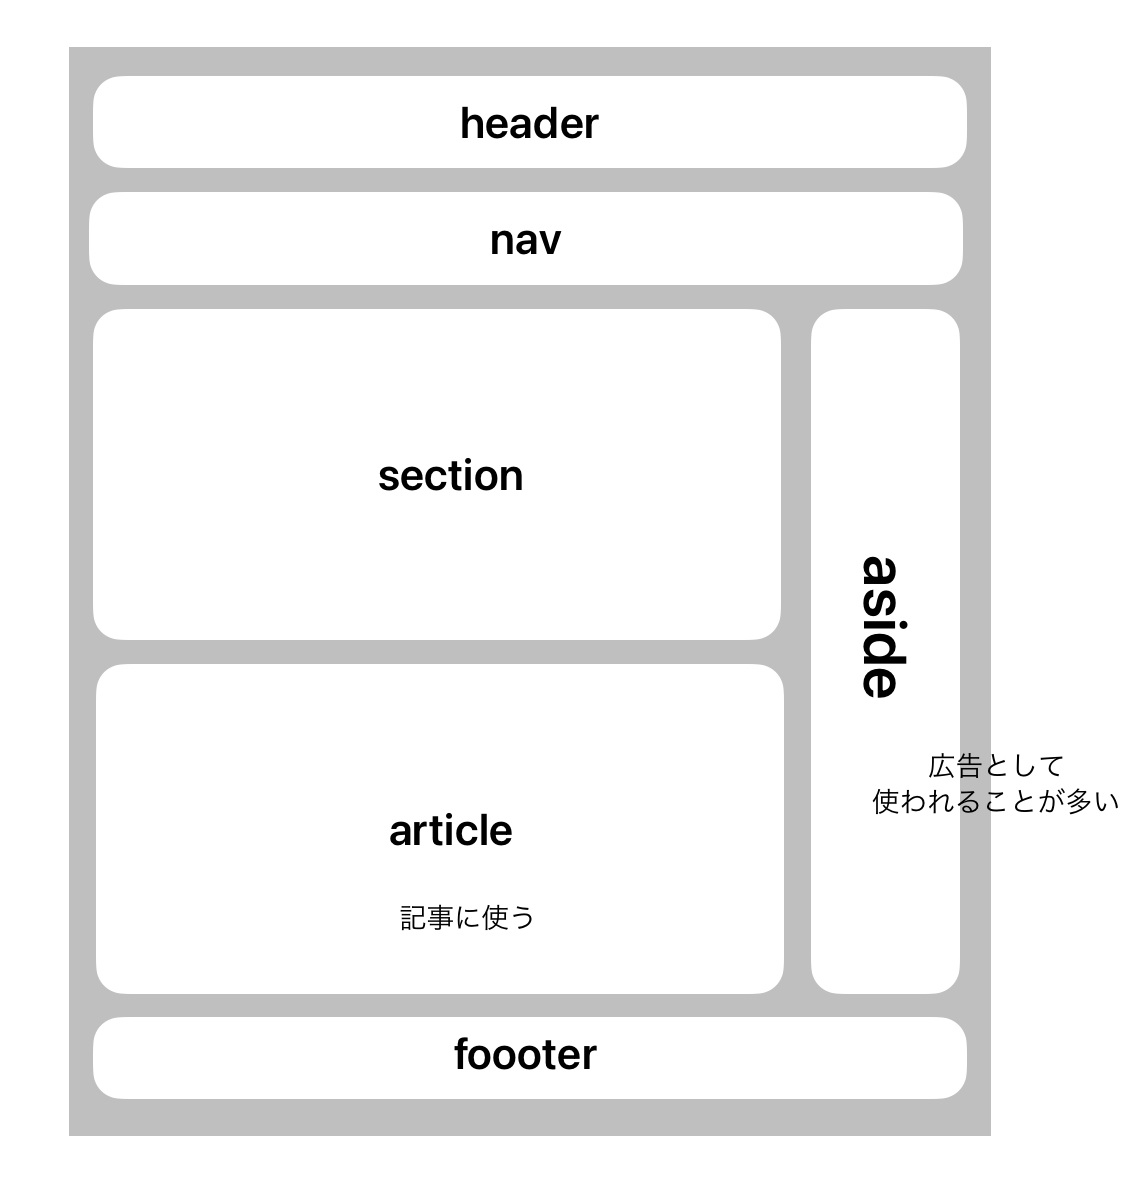 header
nav
section
aside
広告として
使われることが多い
article
記事に使う
foooter